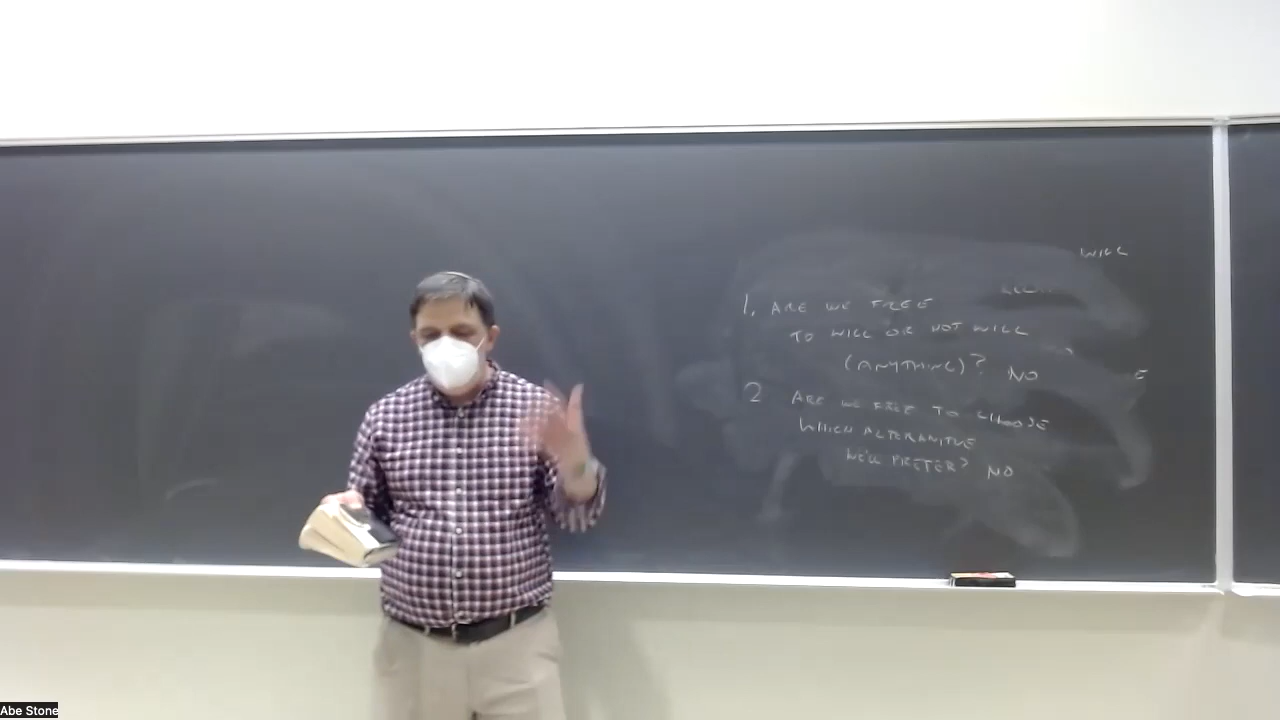 WILL
1. ARE WE FREE
TO WILL OR NOT WILL
(ANYTHING)? NO
E
2 ARE WE FREE TO CHOOSE
WHICH ALTERANITVE
WE'LL PREFER? NO
Abe Stone